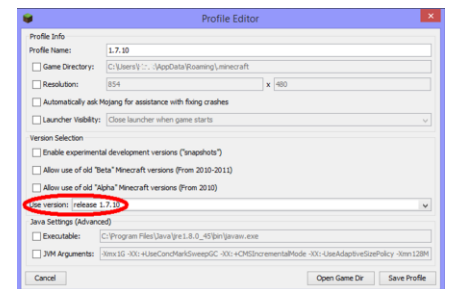 Profile Editor
Profile Info
Profile Name: 1.7.10
Game Directory: \AppData\Roaming\.minecraft
Resolution: 854 x 480
Automatically ask Mojang for assistance with fixing crashes
Launcher Visibility: Close launcher when game starts
Version Selection
Enable experimental development versions ("snapshots")
Allow use of old "Beta" Minecraft versions (From 2010-2011)
Allow use of old "Alpha" Minecraft versions (From 2010)
Use version: release 1.7.10
Java Settings (Advanced)
Executable: C:\Program Files\Java\jre1.8.0_45\bin\javaw.exe
JVM Arguments: -Xmx1G -XX:+UseConcMarkSweepGC -XX:+CMSIncrementalMode -XX:-UseAdaptiveSizePolicy -Xmn128M
Cancel Open Game Dir Save Profile